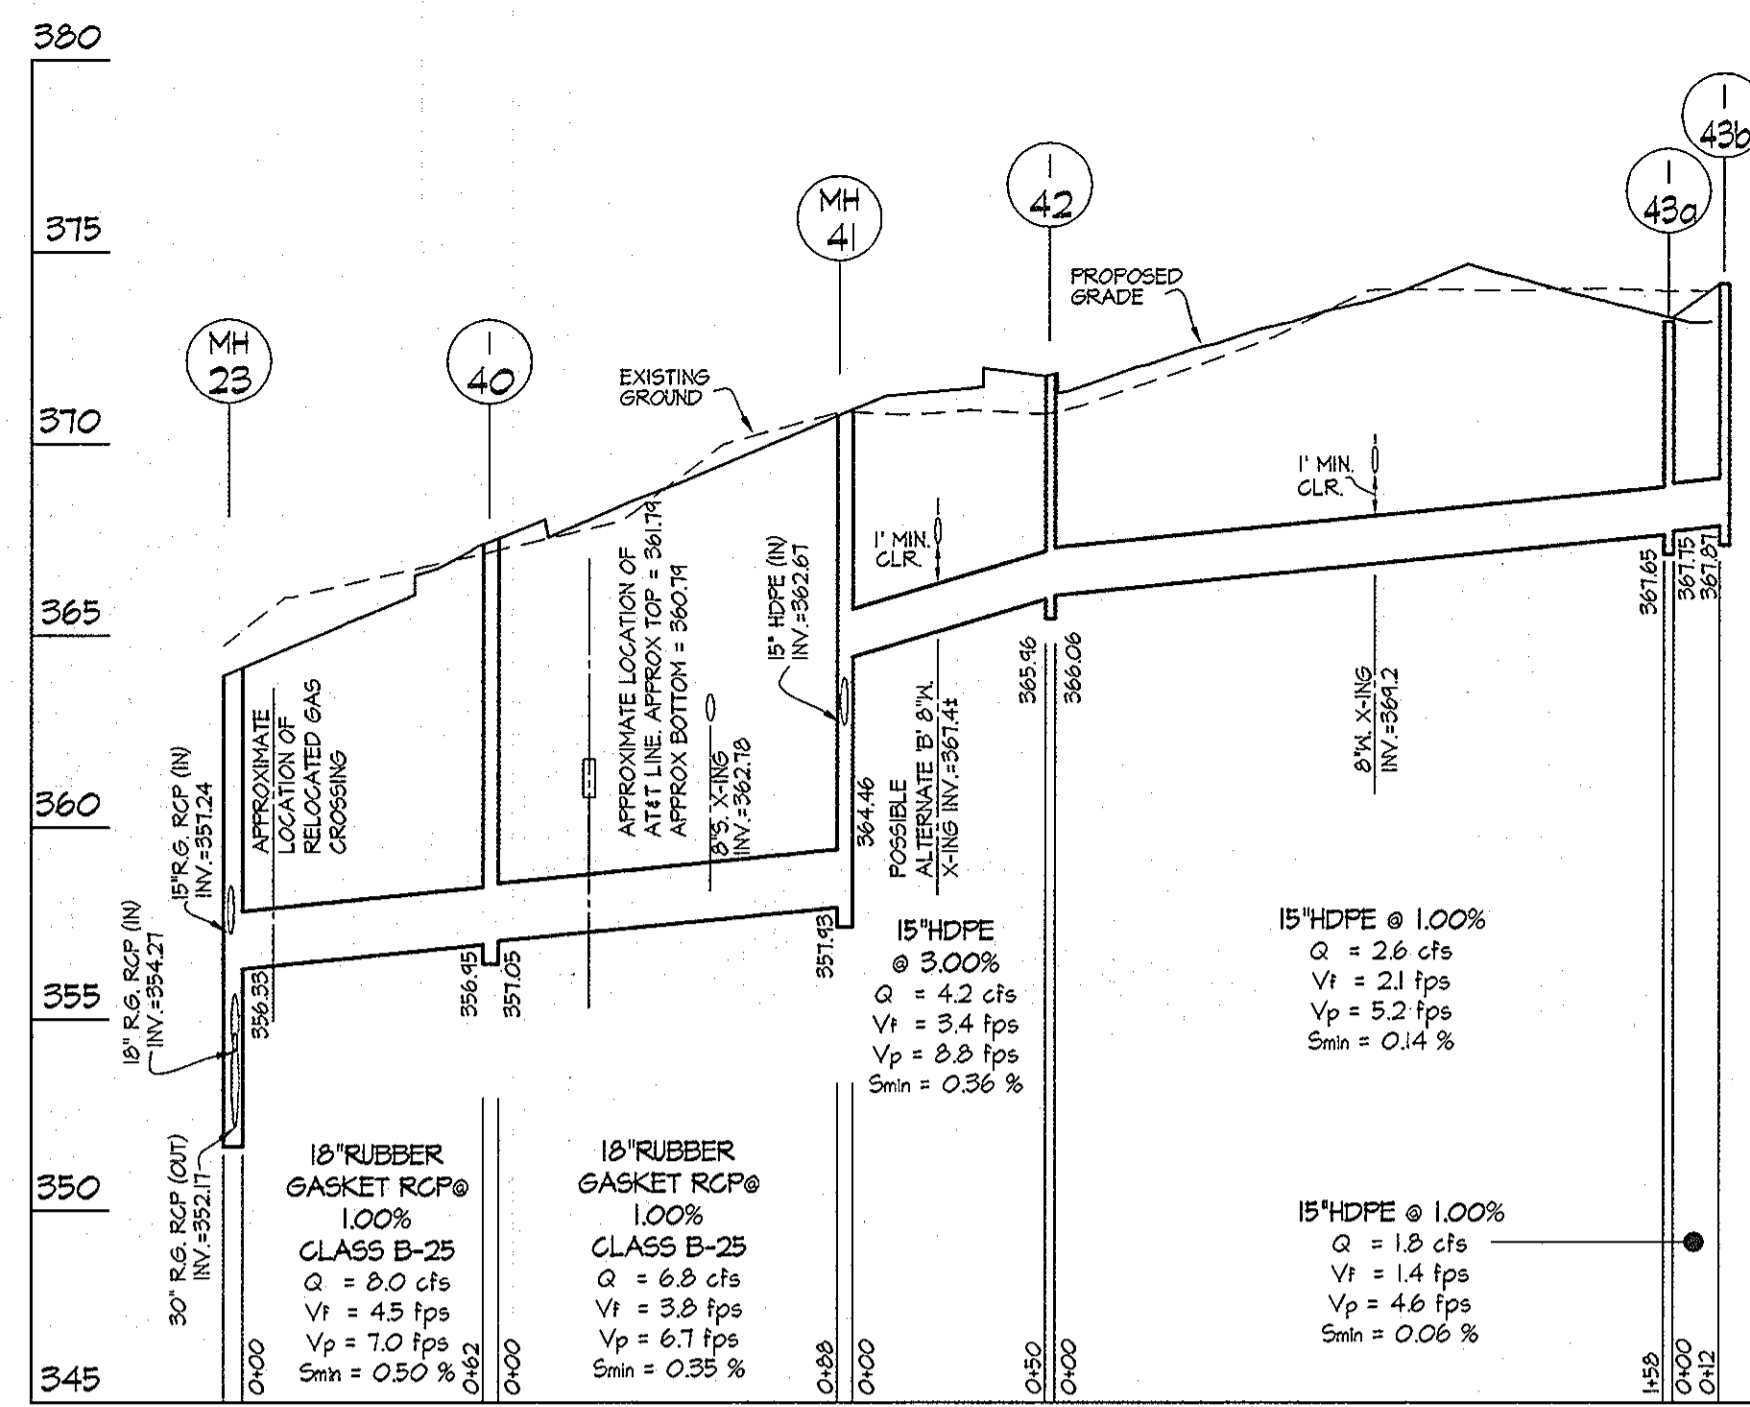 380
375
370
365
360
355
350
345
MH
23
I
40
MH
41
I
42
I
43a
I
43b
EXISTING
GROUND
PROPOSED
GRADE
1' MIN.
CLR.
1' MIN.
CLR.
15" R.G. RCP (IN)
INV.=357.24
18" R.G. RCP (IN)
INV.=354.27
30" R.G. RCP (OUT)
INV.=352.17
APPROXIMATE
LOCATION OF
RELOCATED GAS
CROSSING
APPROXIMATE LOCATION OF
AT&T LINE. APPROX TOP = 361.79
APPROX BOTTOM = 360.79
8"S. X-ING
INV.=362.78
15" HDPE (IN)
INV.=362.67
POSSIBLE
ALTERNATE 'B' 8"W.
X-ING INV.=367.4±
8"W. X-ING
INV.=369.2
356.33
356.95
357.05
357.93
364.46
365.96
366.06
367.65
367.75
367.87
18"RUBBER
GASKET RCP@
1.00%
CLASS B-25
Q = 8.0 cfs
Vf = 4.5 fps
Vp = 7.0 fps
Smin = 0.50 %
18"RUBBER
GASKET RCP@
1.00%
CLASS B-25
Q = 6.8 cfs
Vf = 3.8 fps
Vp = 6.7 fps
Smin = 0.35 %
15"HDPE
@ 3.00%
Q = 4.2 cfs
Vf = 3.4 fps
Vp = 8.8 fps
Smin = 0.36 %
15"HDPE @ 1.00%
Q = 2.6 cfs
Vf = 2.1 fps
Vp = 5.2 fps
Smin = 0.14 %
15"HDPE @ 1.00%
Q = 1.8 cfs
Vf = 1.4 fps
Vp = 4.6 fps
Smin = 0.06 %
0+00
0+62
0+00
0+88
0+00
0+50
0+00
1+58
0+00
0+12